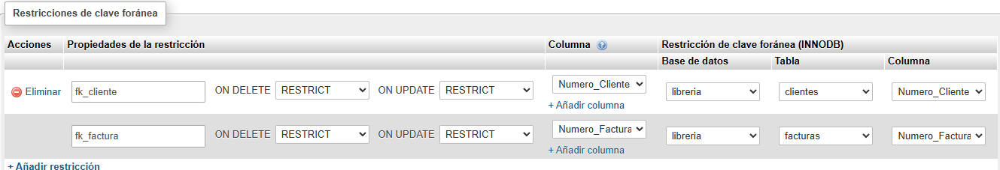 Restricciones de clave foránea
Acciones Propiedades de la restricción Columna Restricción de clave foránea (INNODB)
Base de datos Tabla Columna
Eliminar fk_cliente ON DELETE RESTRICT ON UPDATE RESTRICT Numero_Cliente libreria clientes Numero_Cliente
+ Añadir columna
fk_factura ON DELETE RESTRICT ON UPDATE RESTRICT Numero_Factura libreria facturas Numero_Factura
+ Añadir columna
+ Añadir restricción